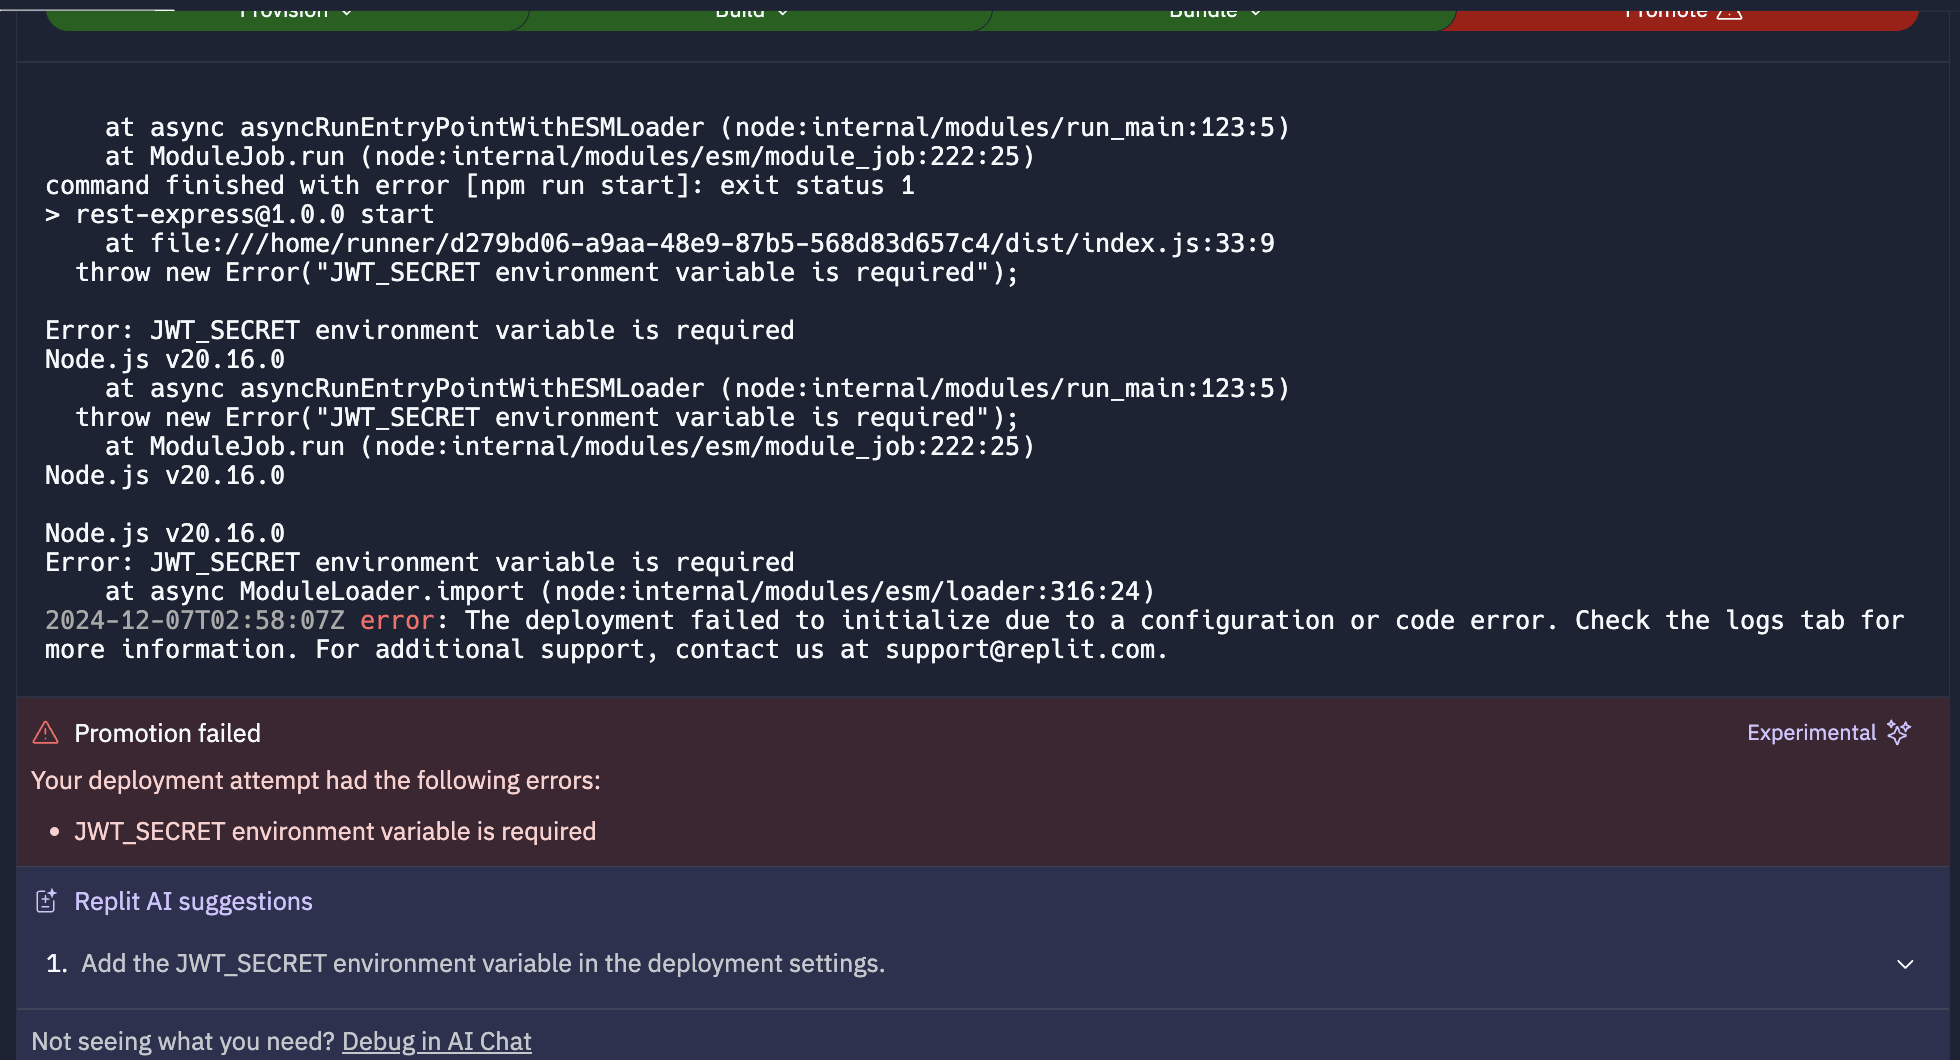 Provision
Build
Bundle
Promote
    at async asyncRunEntryPointWithESMLoader (node:internal/modules/run_main:123:5)
    at ModuleJob.run (node:internal/modules/esm/module_job:222:25)
command finished with error [npm run start]: exit status 1
> rest-express@1.0.0 start
    at file:///home/runner/d279bd06-a9aa-48e9-87b5-568d83d657c4/dist/index.js:33:9
  throw new Error("JWT_SECRET environment variable is required");
Error: JWT_SECRET environment variable is required
Node.js v20.16.0
    at async asyncRunEntryPointWithESMLoader (node:internal/modules/run_main:123:5)
  throw new Error("JWT_SECRET environment variable is required");
    at ModuleJob.run (node:internal/modules/esm/module_job:222:25)
Node.js v20.16.0
Node.js v20.16.0
Error: JWT_SECRET environment variable is required
    at async ModuleLoader.import (node:internal/modules/esm/loader:316:24)
2024-12-07T02:58:07Z error: The deployment failed to initialize due to a configuration or code error. Check the logs tab for
more information. For additional support, contact us at support@replit.com.
Promotion failed
Experimental
Your deployment attempt had the following errors:
• JWT_SECRET environment variable is required
Replit AI suggestions
1. Add the JWT_SECRET environment variable in the deployment settings.
Not seeing what you need? Debug in AI Chat